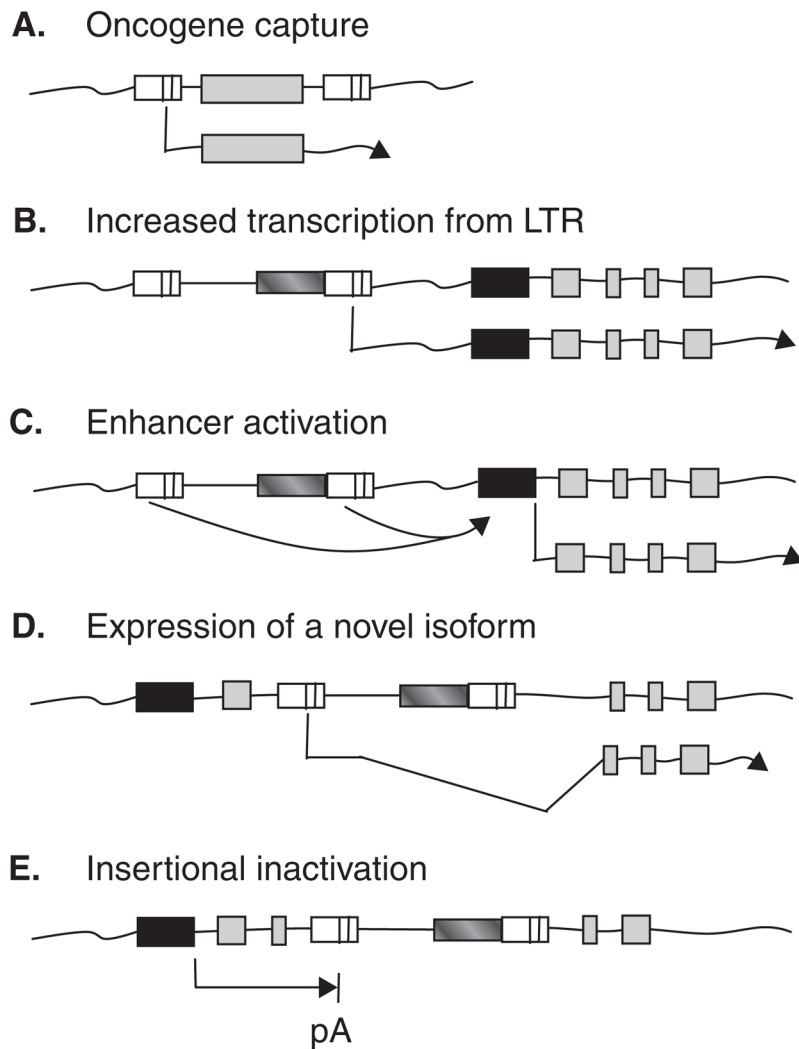 A. Oncogene capture
B. Increased transcription from LTR
C. Enhancer activation
D. Expression of a novel isoform
E. Insertional inactivation
pA